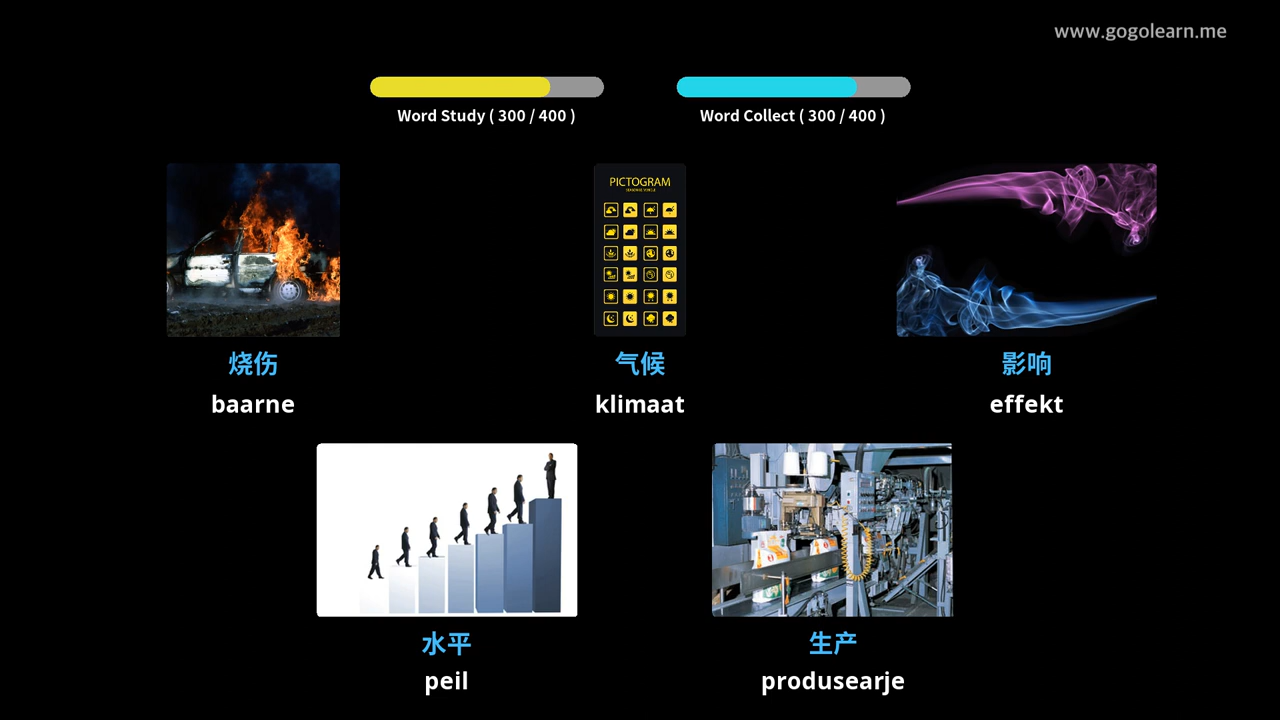 www.gogolearn.me
Word Study ( 300 / 400 )
Word Collect ( 300 / 400 )
PICTOGRAM
烧伤
气候
影响
baarne
klimaat
effekt
水平
生产
peil
produsearje